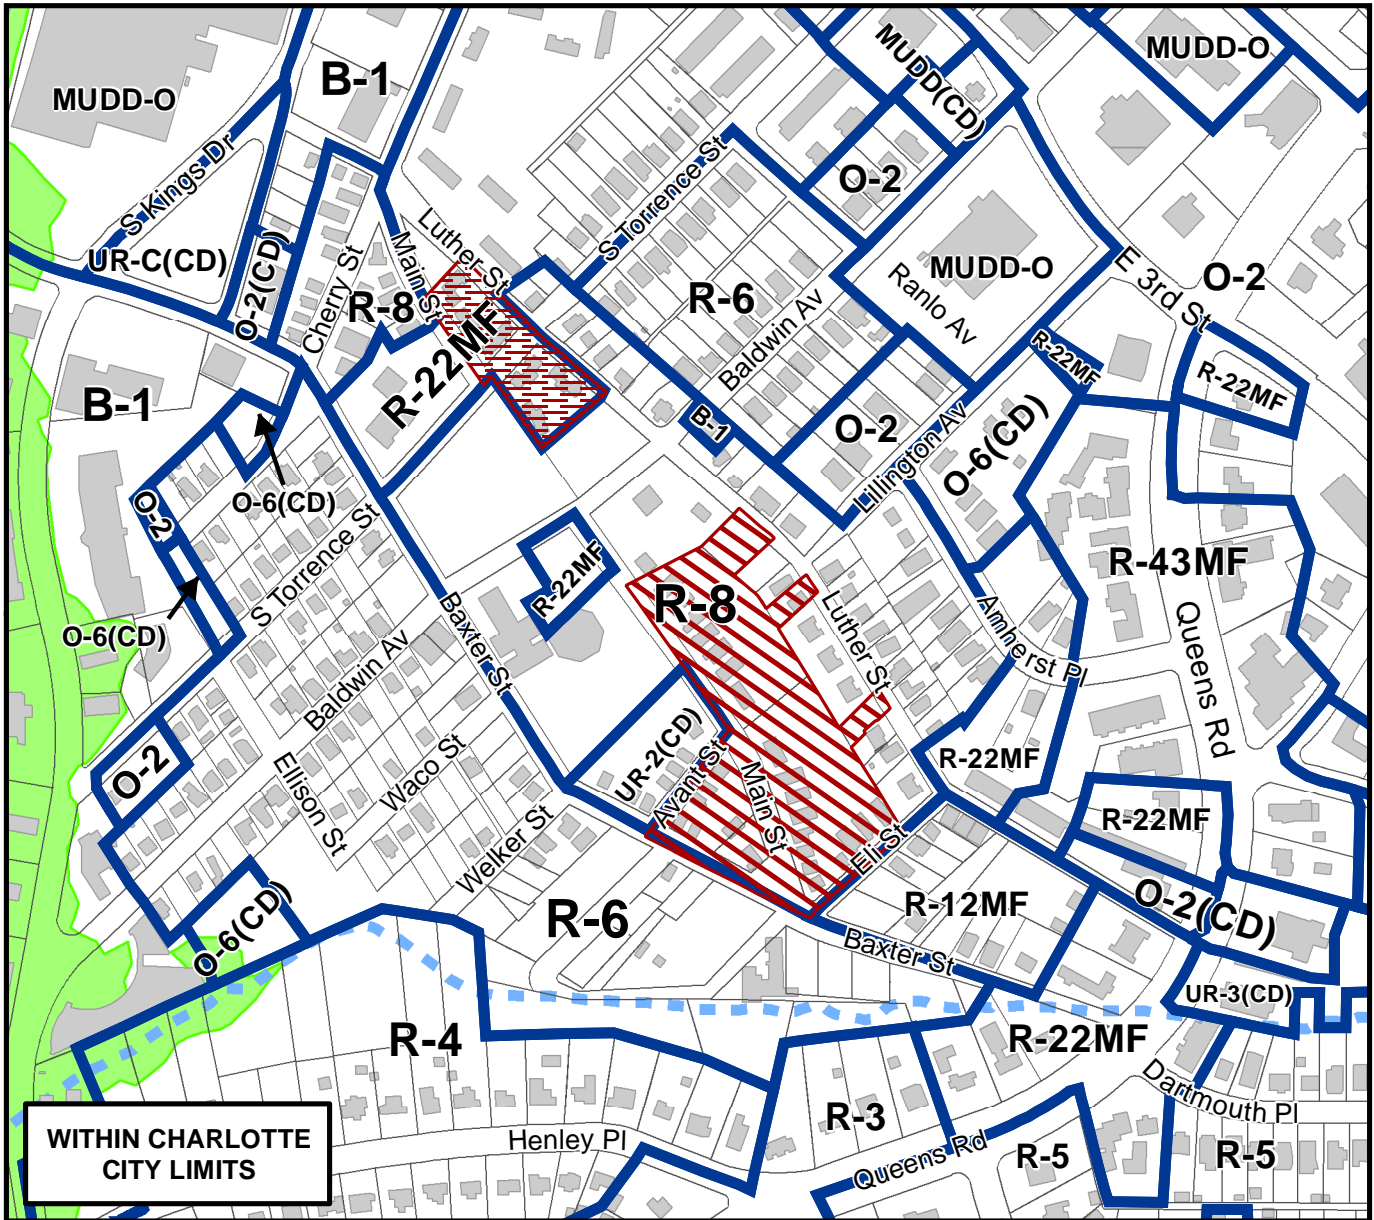 MUDD-O
B-1
MUDD(CD)
MUDD-O
S Kings Dr
UR-C(CD)
O-2(CD)
Cherry St
R-8
Main St
Luther St
R-22MF
S Torrence St
O-2
R-6
Baldwin Av
MUDD-O
Ranlo Av
E 3rd St
O-2
R-22MF
R-22MF
B-1
O-6(CD)
O-2
O-6(CD)
S Torrence St
B-1
O-2
Lillington Av
O-6(CD)
R-43MF
Queens Rd
R-22MF
R-8
Luther St
Amherst Pl
Baxter St
Baldwin Av
Ellison St
Waco St
Welker St
O-2
O-6(CD)
UR-2(CD)
Avant St
Main St
Eli St
R-22MF
R-22MF
O-2(CD)
R-12MF
R-6
Baxter St
UR-3(CD)
R-4
R-22MF
Dartmouth Pl
R-3
Henley Pl
Queens Rd
R-5
R-5
WITHIN CHARLOTTE
CITY LIMITS